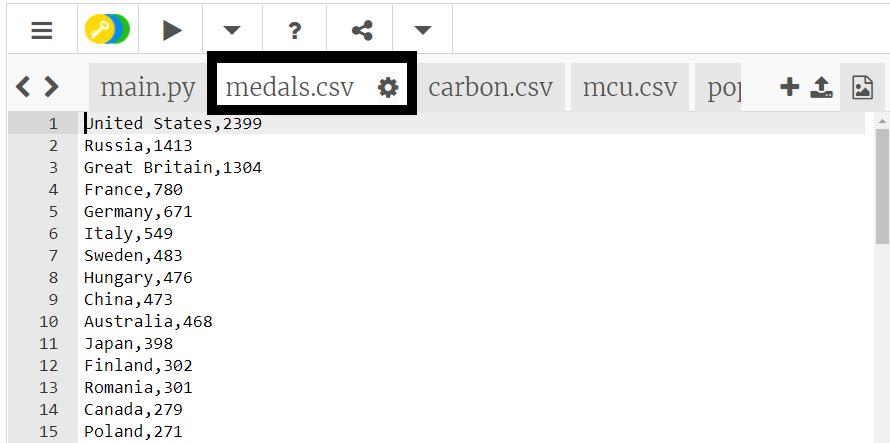 ?
main.py medals.csv carbon.csv mcu.csv pop
1 United States,2399
2 Russia,1413
3 Great Britain,1304
4 France,780
5 Germany,671
6 Italy,549
7 Sweden,483
8 Hungary,476
9 China,473
10 Australia,468
11 Japan,398
12 Finland,302
13 Romania,301
14 Canada,279
15 Poland,271